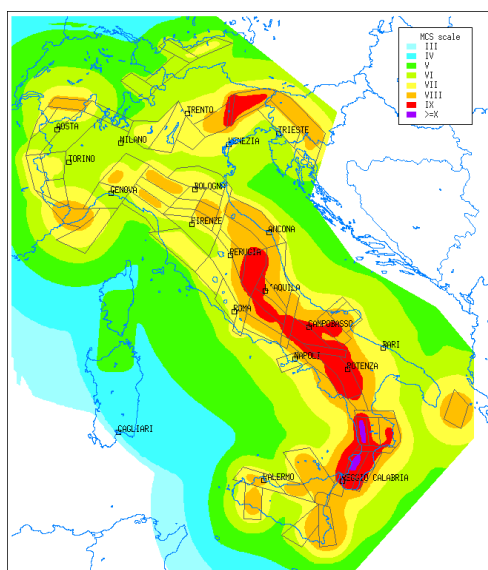 MCS scale
III
IV
V
VI
VII
VIII
IX
>=X
TRENTO
AOSTA
TRIESTE
MILANO
VENEZIA
TORINO
BOLOGNA
GENOVA
FIRENZE
ANCONA
PERUGIA
L'AQUILA
ROMA
CAMPOBASSO
BARI
NAPOLI
POTENZA
CAGLIARI
PALERMO
REGGIO CALABRIA